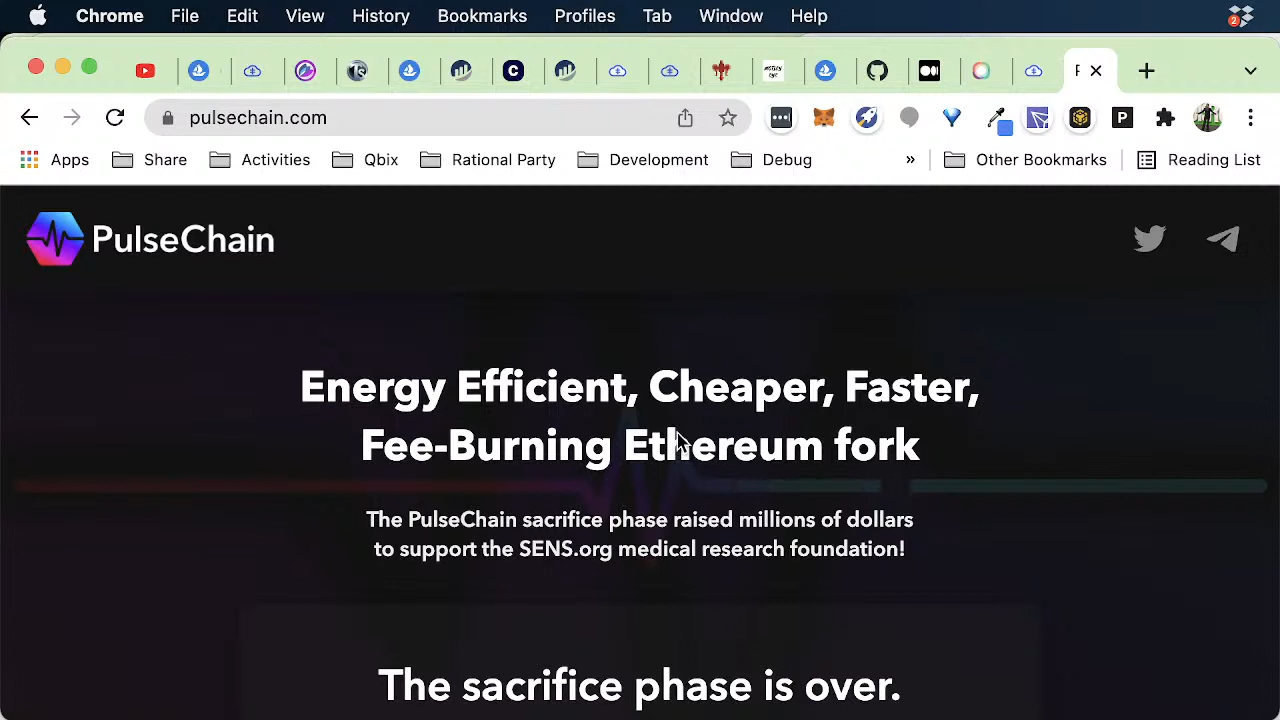 Chrome File Edit View History Bookmarks Profiles Tab Window Help
2
pulsechain.com
P
Apps Share Activities Qbix Rational Party Development Debug » Other Bookmarks Reading List
PulseChain
Energy Efficient, Cheaper, Faster,
Fee-Burning Ethereum fork
The PulseChain sacrifice phase raised millions of dollars
to support the SENS.org medical research foundation!
The sacrifice phase is over.